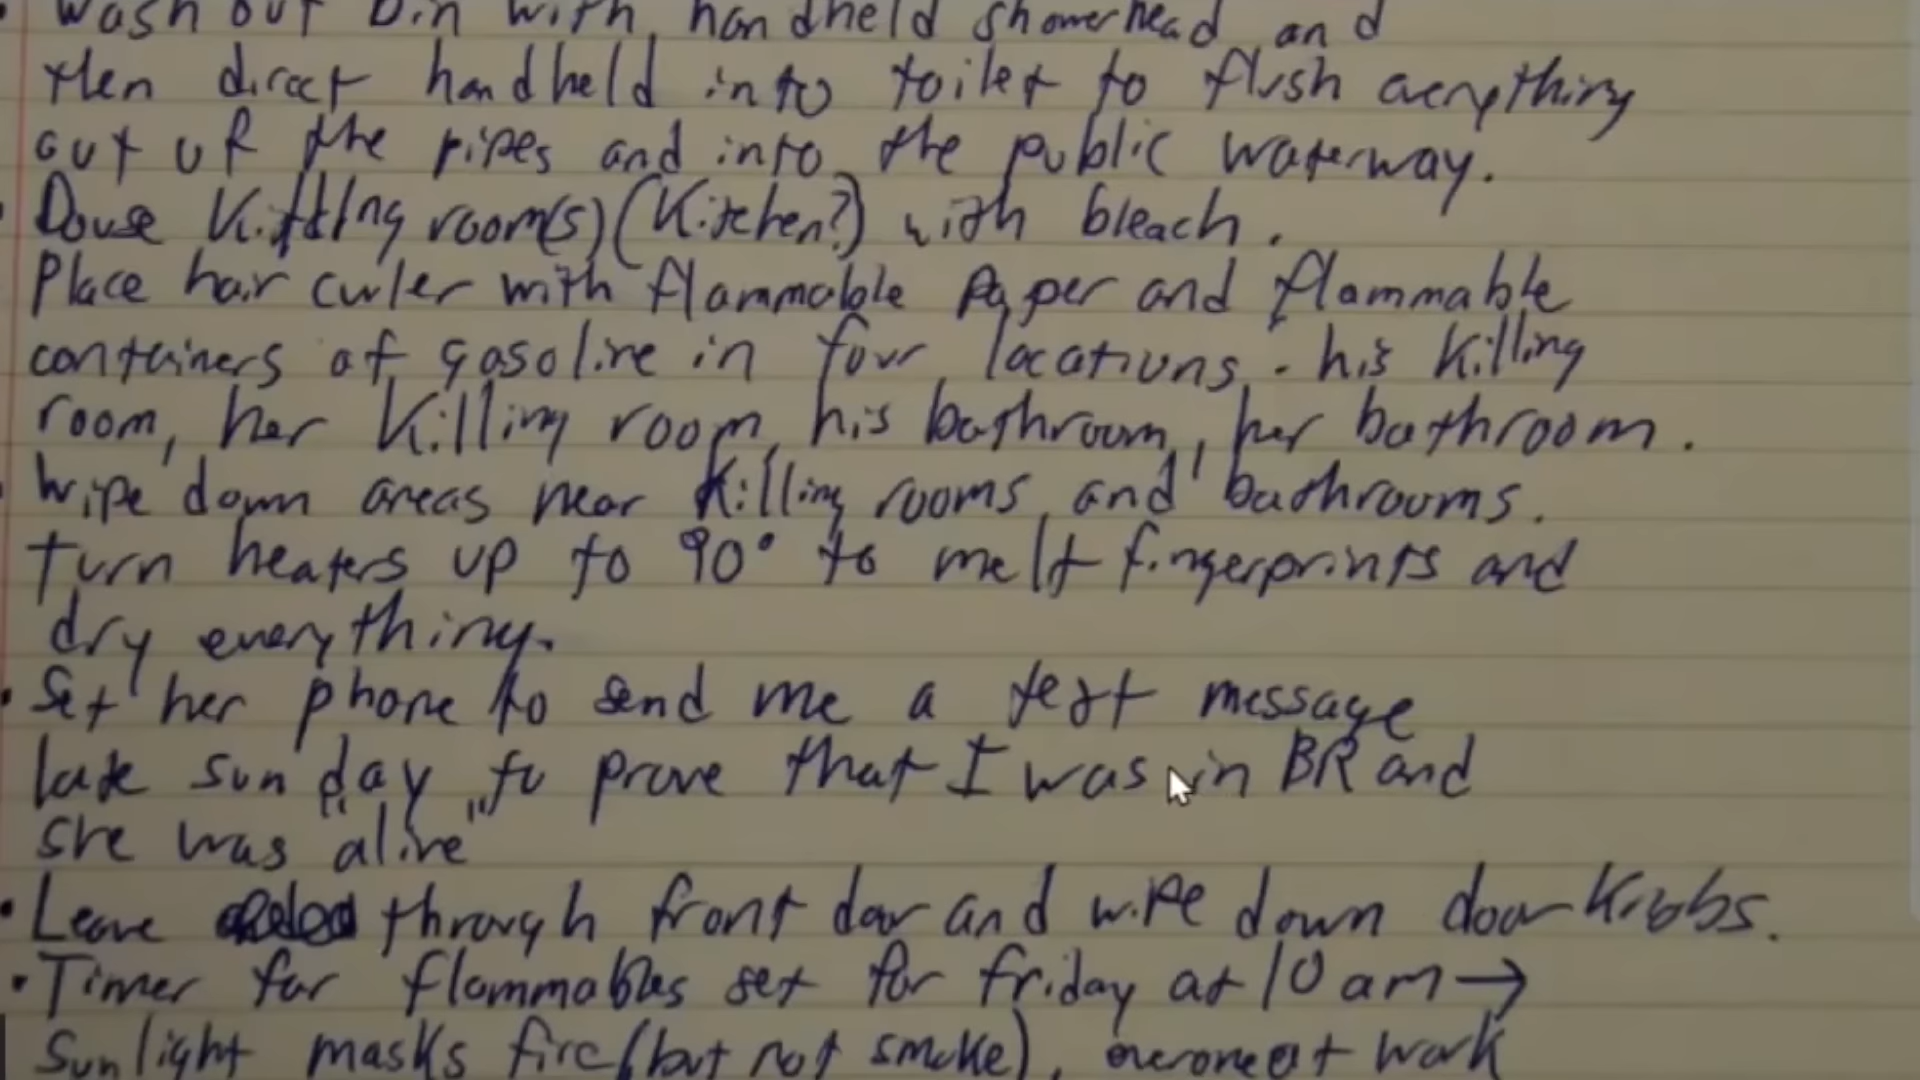 • Wash out bin with handheld showerhead and
then direct handheld into toilet to flush everything
out of the pipes and into the public waterway.
• Douse Killing room(s) (Kitchen?) with bleach.
Place hair curler with flammable paper and flammable
containers of gasoline in four locations - his killing
room, her killing room, his bathroom, her bathroom.
• Wipe down areas near killing rooms and bathrooms.
Turn heaters up to 90° to melt fingerprints and
dry everything.
• Set her phone to send me a text message
late sunday to prove that I was in BR and
she was "alive"
• Leave through front door and wipe down door knobs.
• Timer for flammables set for friday at 10 am →
Sunlight masks fire (but not smoke), everone at work